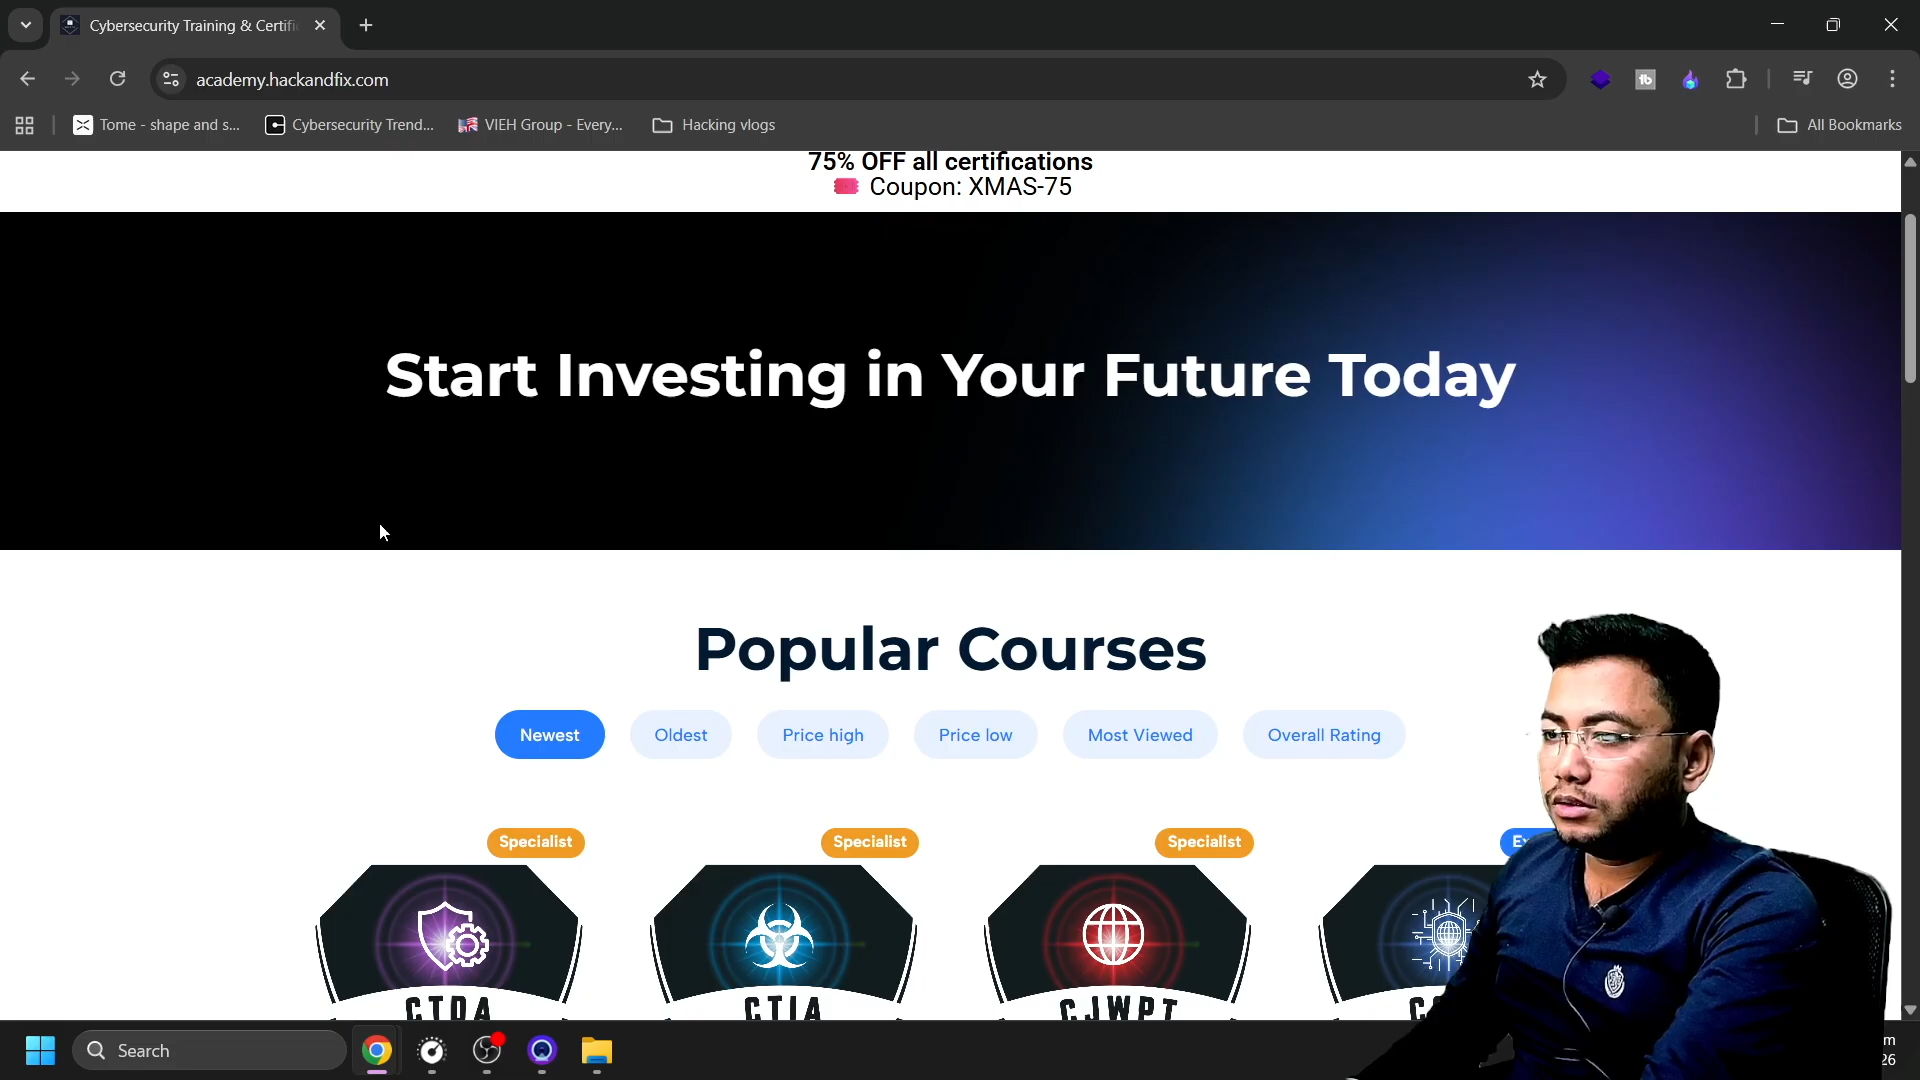 Cybersecurity Training & Certifi
academy.hackandfix.com
Tome - shape and s...
Cybersecurity Trend...
VIEH Group - Every...
Hacking vlogs
All Bookmarks
75% OFF all certifications
Coupon: XMAS-75
Start Investing in Your Future Today
Popular Courses
Newest
Oldest
Price high
Price low
Most Viewed
Overall Rating
Specialist
Specialist
Specialist
CTDA
CTIA
CJWPT
Search